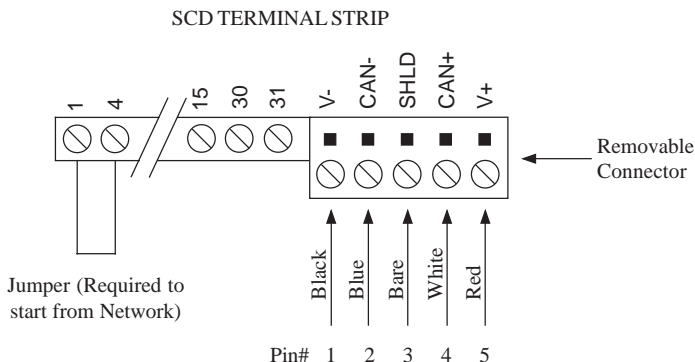 SCD TERMINAL STRIP
1 4 15 30 31 V- CAN- SHLD CAN+ V+
Removable
Connector
Black Blue Bare White Red
Jumper (Required to
start from Network)
Pin# 1 2 3 4 5